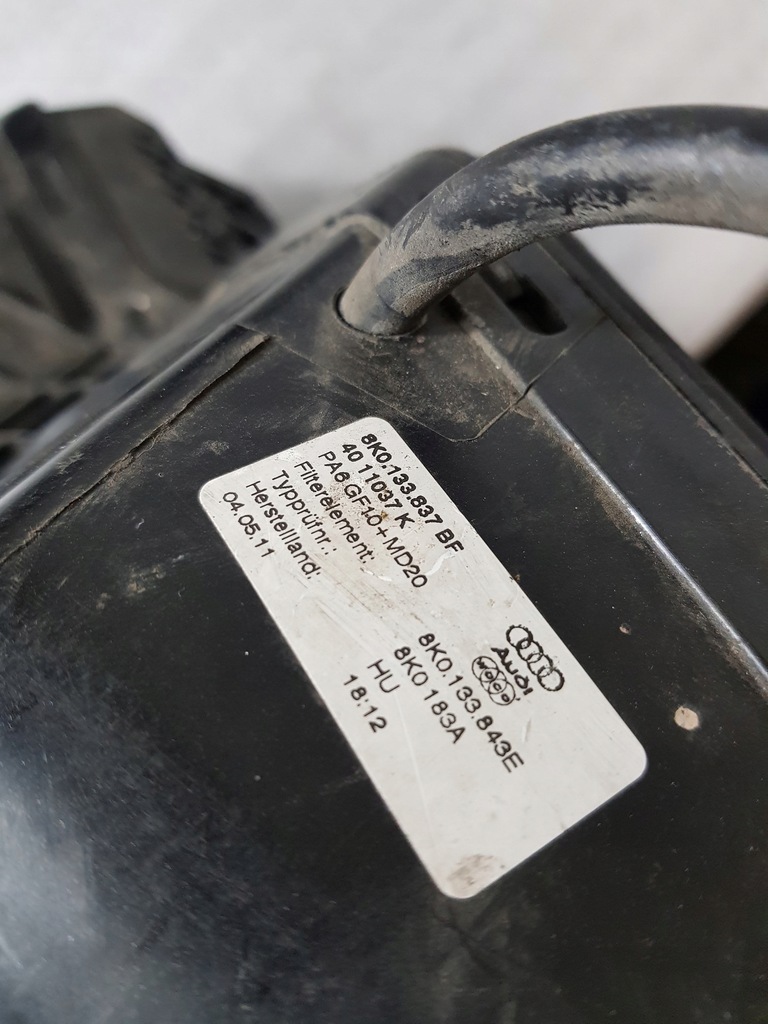 8K0.133.837 BF
40 11037 K
PA6 GF10+MD20
Filterelement: 8K0.133.843E
Typprüfnr.: 8K0 183A
Herstellland: HU
04.05.11 18:12
Audi